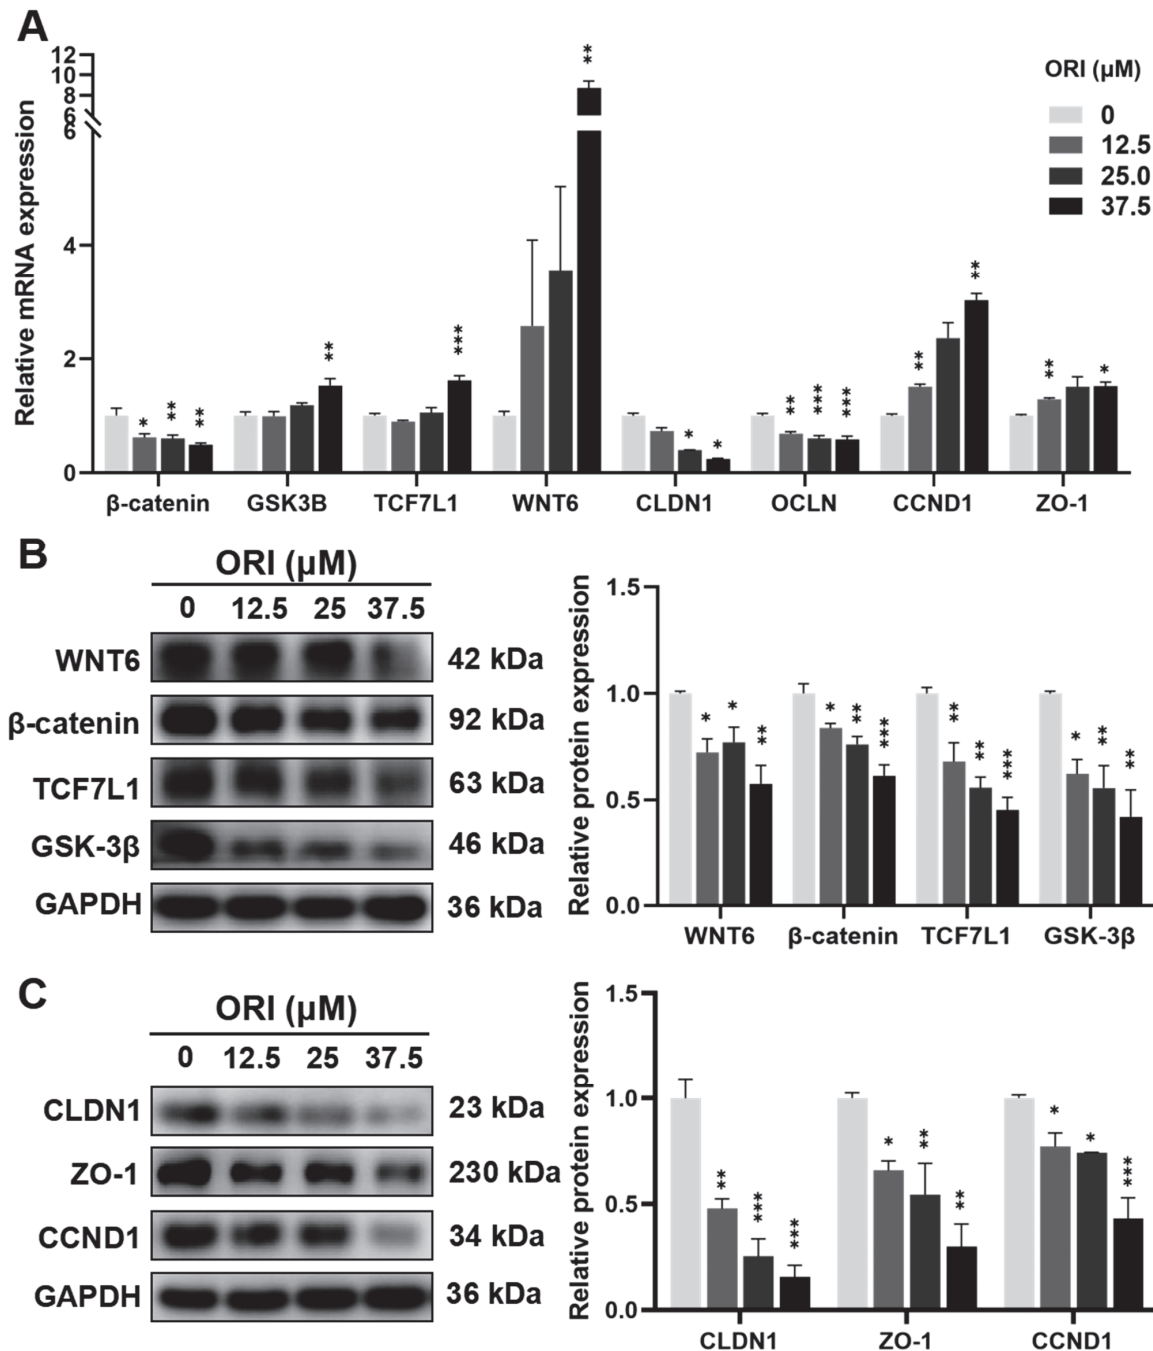 A
Relative mRNA expression
12
10
8
6
6
4
2
0
** 
ORI (μM)
0
12.5
25.0
37.5
* ** **
**
***
**
* *
** *** ***
** **
** *
β-catenin GSK3B TCF7L1 WNT6 CLDN1 OCLN CCND1 ZO-1
B
ORI (μM)
0 12.5 25 37.5
WNT6 42 kDa
β-catenin 92 kDa
TCF7L1 63 kDa
GSK-3β 46 kDa
GAPDH 36 kDa
Relative protein expression
1.5
1.0
0.5
0.0
* * **
* ** ***
** ** ***
* ** **
WNT6 β-catenin TCF7L1 GSK-3β
C
ORI (μM)
0 12.5 25 37.5
CLDN1 23 kDa
ZO-1 230 kDa
CCND1 34 kDa
GAPDH 36 kDa
Relative protein expression
1.5
1.0
0.5
0.0
** *** ***
* ** **
* * ***
CLDN1 ZO-1 CCND1